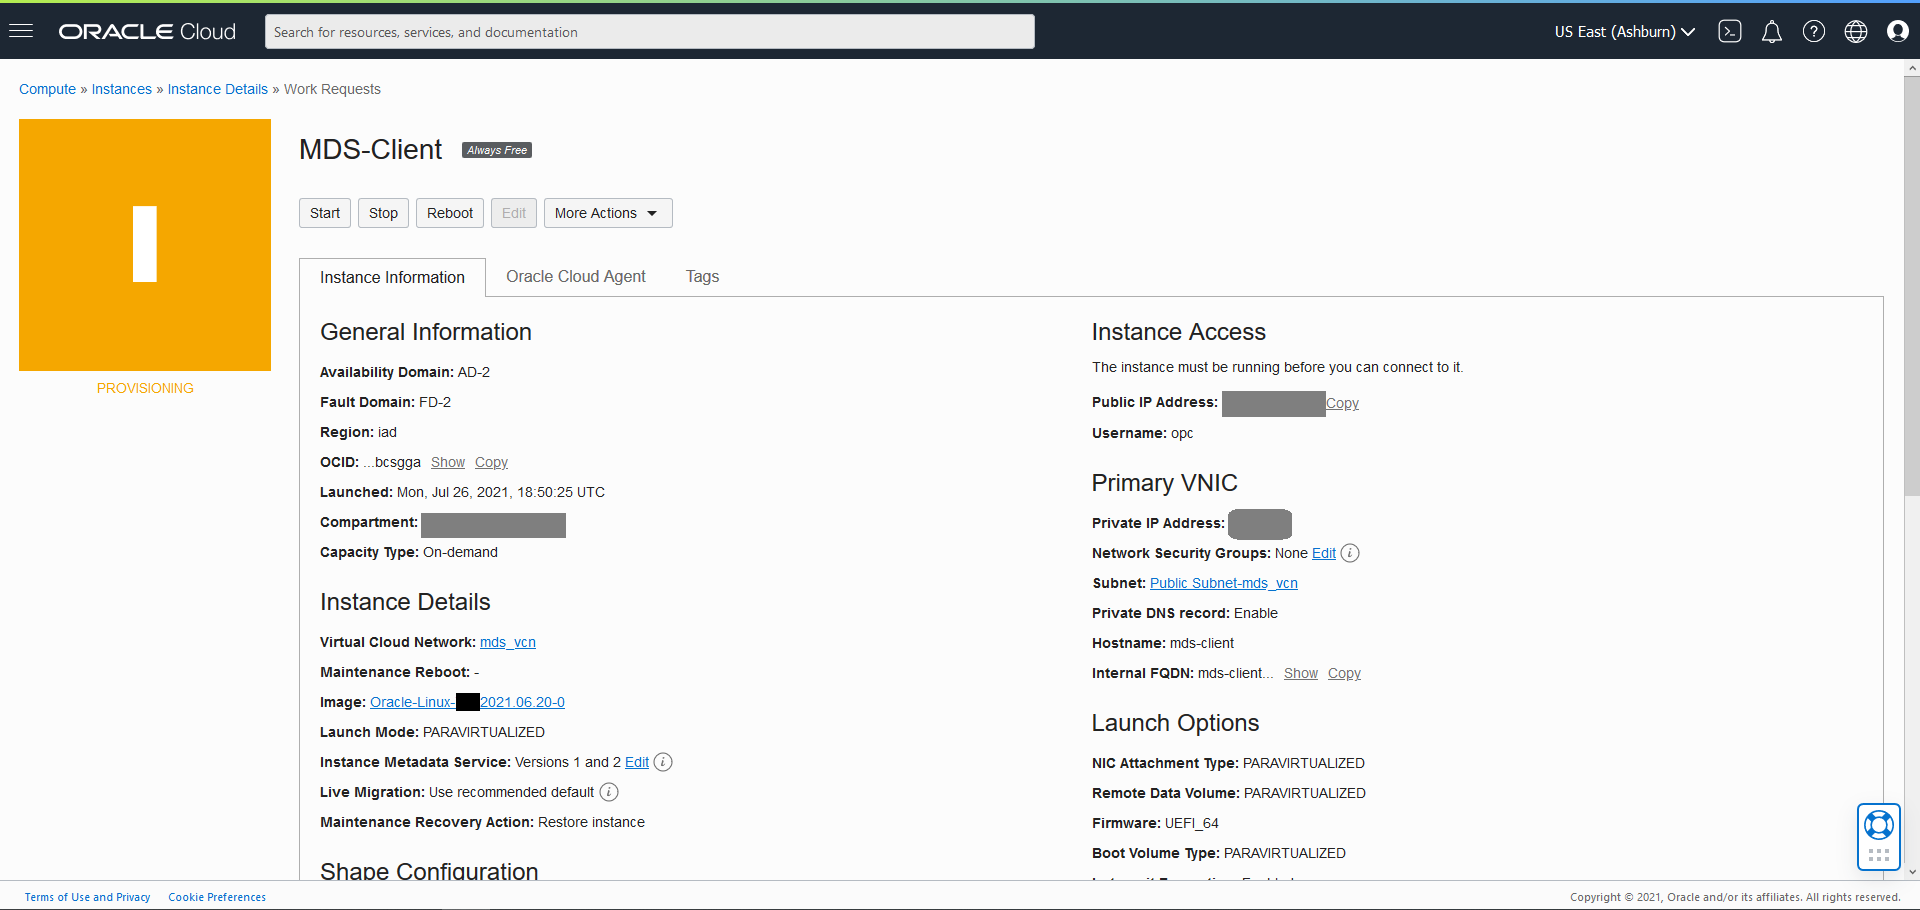 ORACLE Cloud
Search for resources, services, and documentation
US East (Ashburn)
Compute » Instances » Instance Details » Work Requests
I
PROVISIONING
MDS-Client Always Free
Start Stop Reboot Edit More Actions
Instance Information Oracle Cloud Agent Tags
General Information
Availability Domain: AD-2
Fault Domain: FD-2
Region: iad
OCID: ...bcsgga Show Copy
Launched: Mon, Jul 26, 2021, 18:50:25 UTC
Compartment:
Capacity Type: On-demand
Instance Details
Virtual Cloud Network: mds_vcn
Maintenance Reboot: -
Image: Oracle-Linux- 2021.06.20-0
Launch Mode: PARAVIRTUALIZED
Instance Metadata Service: Versions 1 and 2 Edit
Live Migration: Use recommended default
Maintenance Recovery Action: Restore instance
Shape Configuration
Instance Access
The instance must be running before you can connect to it.
Public IP Address: Copy
Username: opc
Primary VNIC
Private IP Address:
Network Security Groups: None Edit
Subnet: Public Subnet-mds_vcn
Private DNS record: Enable
Hostname: mds-client
Internal FQDN: mds-client... Show Copy
Launch Options
NIC Attachment Type: PARAVIRTUALIZED
Remote Data Volume: PARAVIRTUALIZED
Firmware: UEFI_64
Boot Volume Type: PARAVIRTUALIZED
Terms of Use and Privacy Cookie Preferences
Copyright © 2021, Oracle and/or its affiliates. All rights reserved.